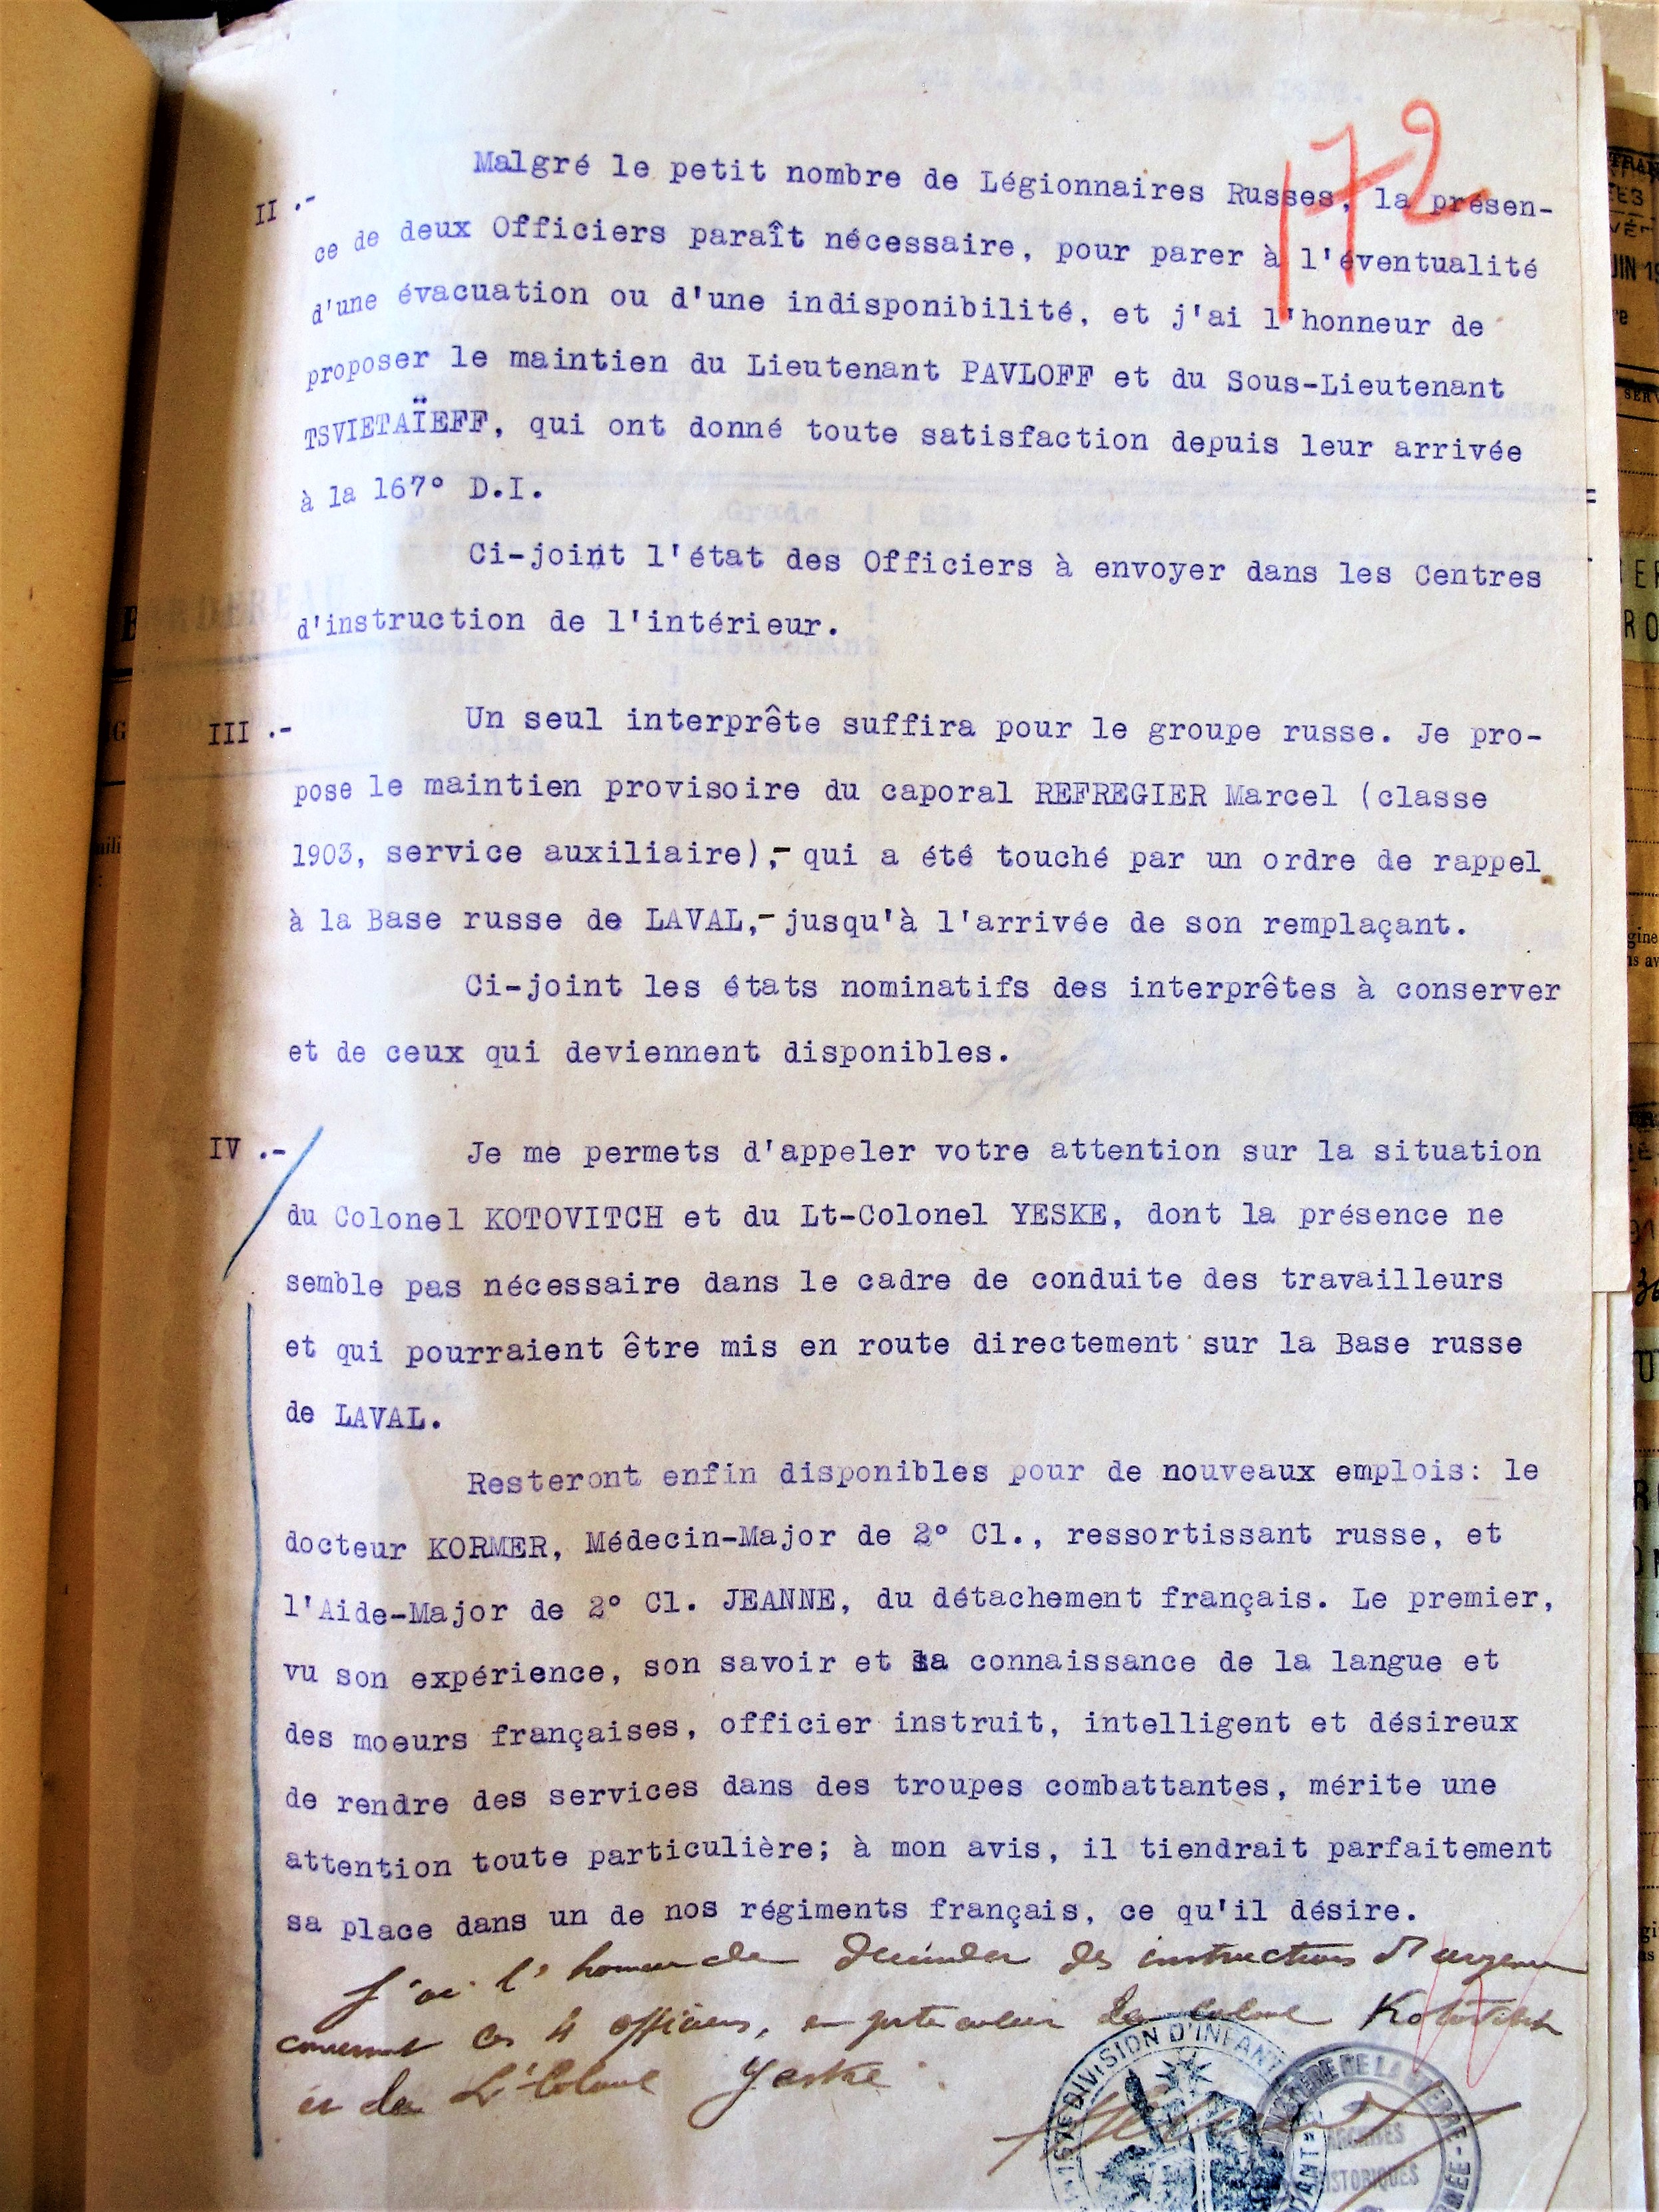 172
II .- Malgré le petit nombre de Légionnaires Russes, la présen-
ce de deux Officiers paraît nécessaire, pour parer à l'éventualité
d'une évacuation ou d'une indisponibilité, et j'ai l'honneur de
proposer le maintien du Lieutenant PAVLOFF et du Sous-Lieutenant
TSVIETAÏEFF, qui ont donné toute satisfaction depuis leur arrivée
à la 167° D.I.
Ci-joint l'état des Officiers à envoyer dans les Centres
d'instruction de l'intérieur.
III .- Un seul interprête suffira pour le groupe russe. Je pro-
pose le maintien provisoire du caporal REFREGIER Marcel (classe
1903, service auxiliaire),- qui a été touché par un ordre de rappel
à la Base russe de LAVAL,- jusqu'à l'arrivée de son remplaçant.
Ci-joint les états nominatifs des interprêtes à conserver
et de ceux qui deviennent disponibles.
IV .- Je me permets d'appeler votre attention sur la situation
du Colonel KOTOVITCH et du Lt-Colonel YESKE, dont la présence ne
semble pas nécessaire dans le cadre de conduite des travailleurs
et qui pourraient être mis en route directement sur la Base russe
de LAVAL.
Resteront enfin disponibles pour de nouveaux emplois: le
docteur KORMER, Médecin-Major de 2° Cl., ressortissant russe, et
l'Aide-Major de 2° Cl. JEANNE, du détachement français. Le premier,
vu son expérience, son savoir et sa connaissance de la langue et
des moeurs françaises, officier instruit, intelligent et désireux
de rendre des services dans des troupes combattantes, mérite une
attention toute particulière; à mon avis, il tiendrait parfaitement
sa place dans un de nos régiments français, ce qu'il désire.
J'ai l'honneur de demander des instructions d'urgence
concernant ces 4 officiers, en particulier du Colonel Kotovitch
et du Lt Colonel Yeske.
167E DIVISION D'INFANTERIE
MINISTÈRE DE LA GUERRE
ARCHIVES
HISTORIQUES